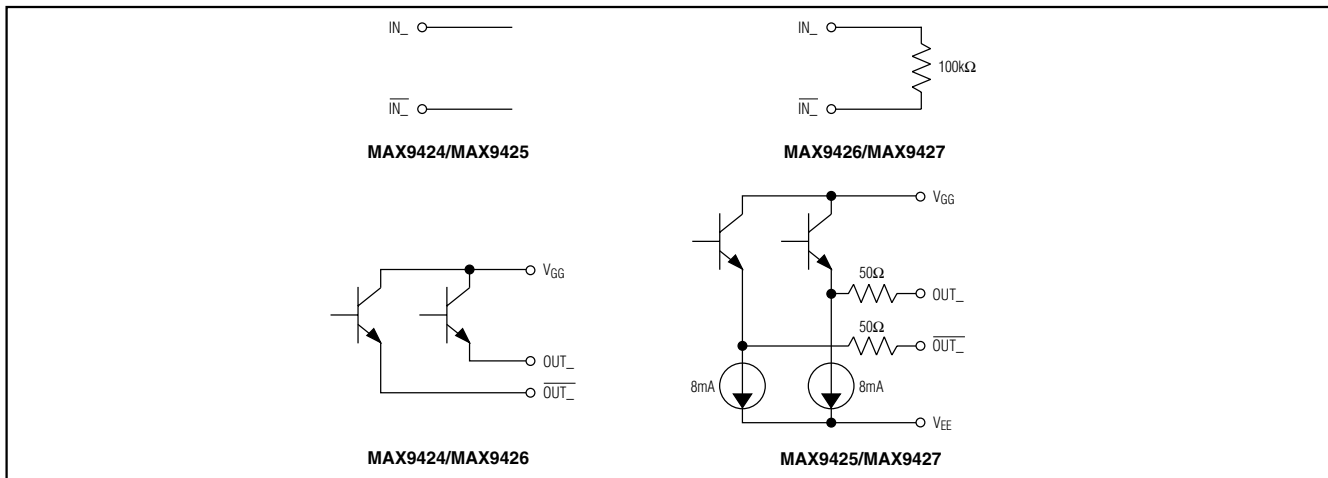 IN_
IN_
MAX9424/MAX9425
IN_
100kΩ
IN_
MAX9426/MAX9427
VGG
OUT_
OUT_
MAX9424/MAX9426
VGG
50Ω
OUT_
50Ω
OUT_
8mA
8mA
VEE
MAX9425/MAX9427